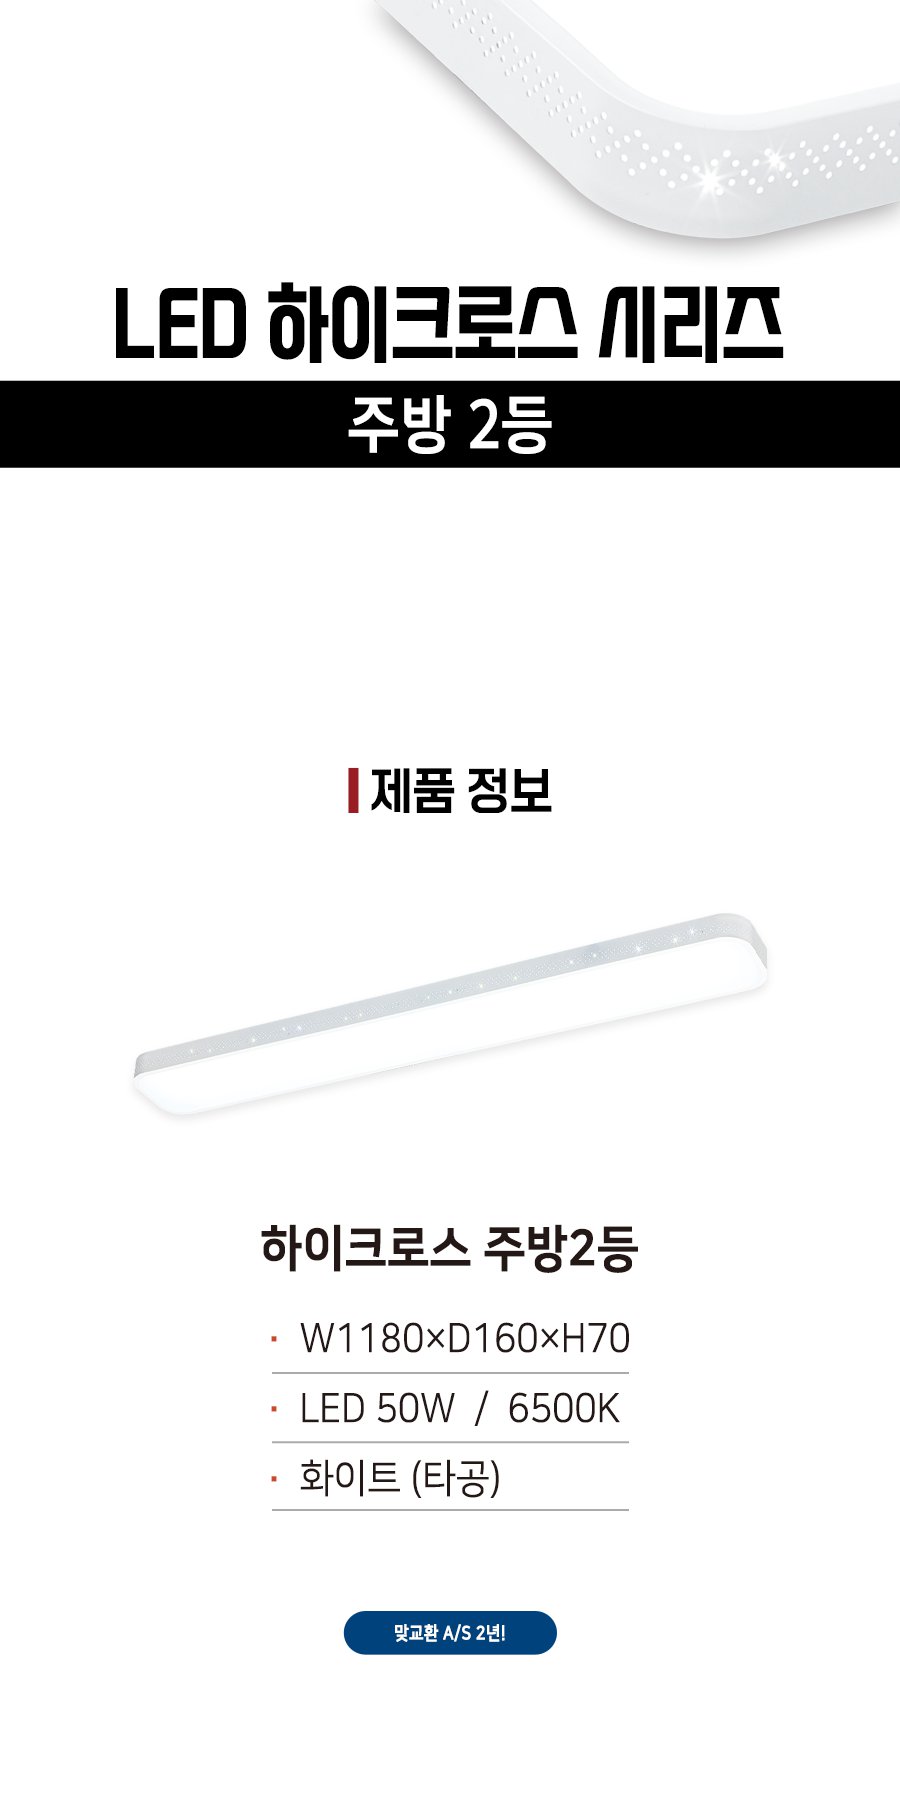 LED 하이크로스 시리즈
주방 2등
제품 정보
하이크로스 주방2등
· W1180×D160×H70
· LED 50W / 6500K
· 화이트 (타공)
맞교환 A/S 2년!